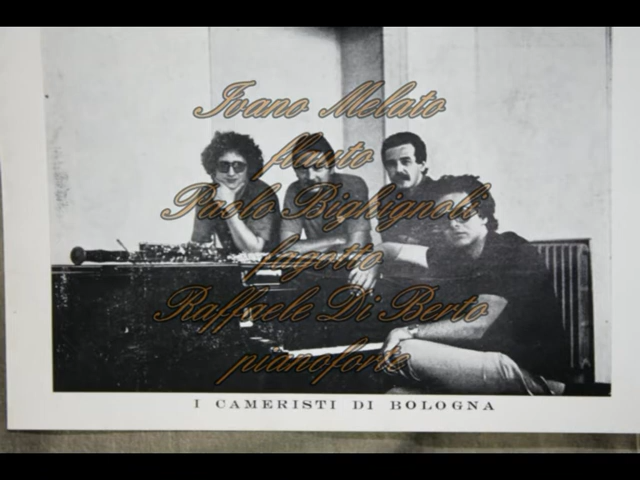 Ivano Melato
flauto
Paolo Bighignoli
fagotto
Raffaele Di Berto
pianoforte
I CAMERISTI DI BOLOGNA